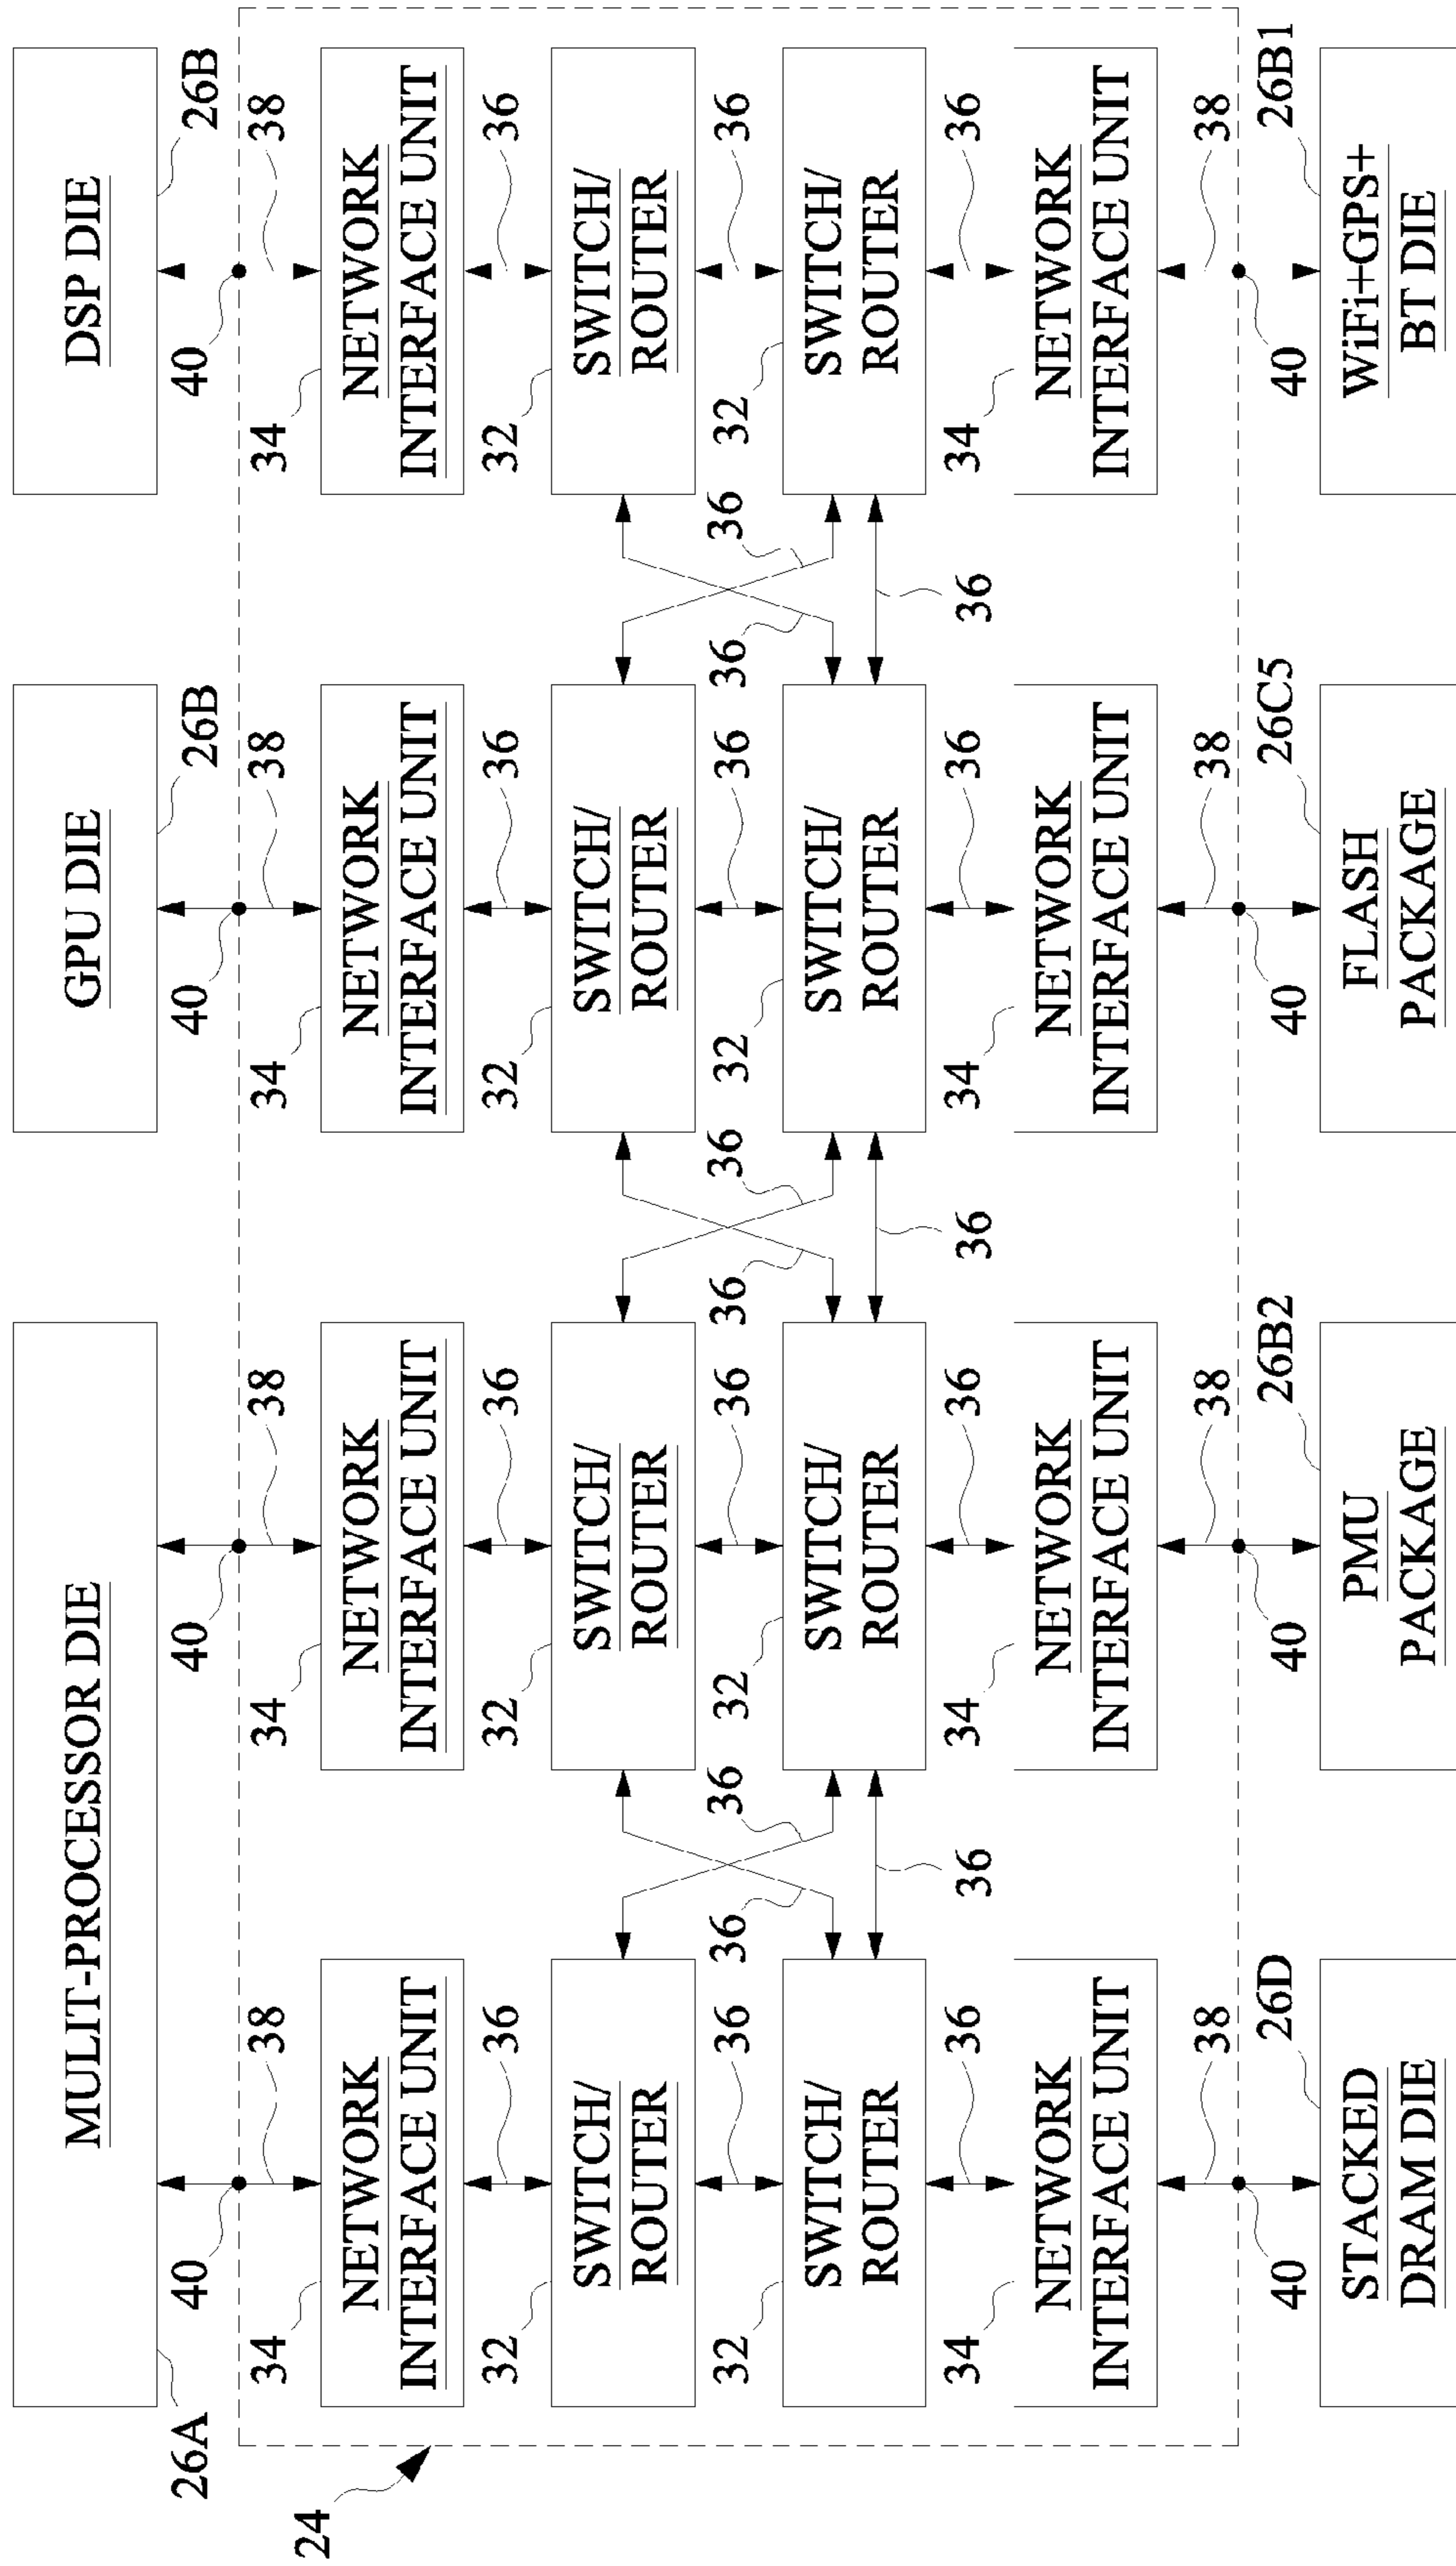 MULIT-PROCESSOR DIE
GPU DIE
DSP DIE
26A
40
40
40
26B
40
26B
34
38
34
38
34
38
34
38
24
NETWORK
INTERFACE UNIT
NETWORK
INTERFACE UNIT
NETWORK
INTERFACE UNIT
NETWORK
INTERFACE UNIT
32
36
32
36
32
36
32
36
SWITCH/
ROUTER
SWITCH/
ROUTER
SWITCH/
ROUTER
SWITCH/
ROUTER
32
36
36
36
32
36
36
36
32
36
36
36
32
36
SWITCH/
ROUTER
SWITCH/
ROUTER
SWITCH/
ROUTER
SWITCH/
ROUTER
34
36
36
34
36
36
34
36
36
34
36
NETWORK
INTERFACE UNIT
NETWORK
INTERFACE UNIT
NETWORK
INTERFACE UNIT
NETWORK
INTERFACE UNIT
38
38
38
38
40
26D
40
26B2
40
26C5
40
26B1
STACKED
DRAM DIE
PMU
PACKAGE
FLASH
PACKAGE
WiFi+GPS+
BT DIE